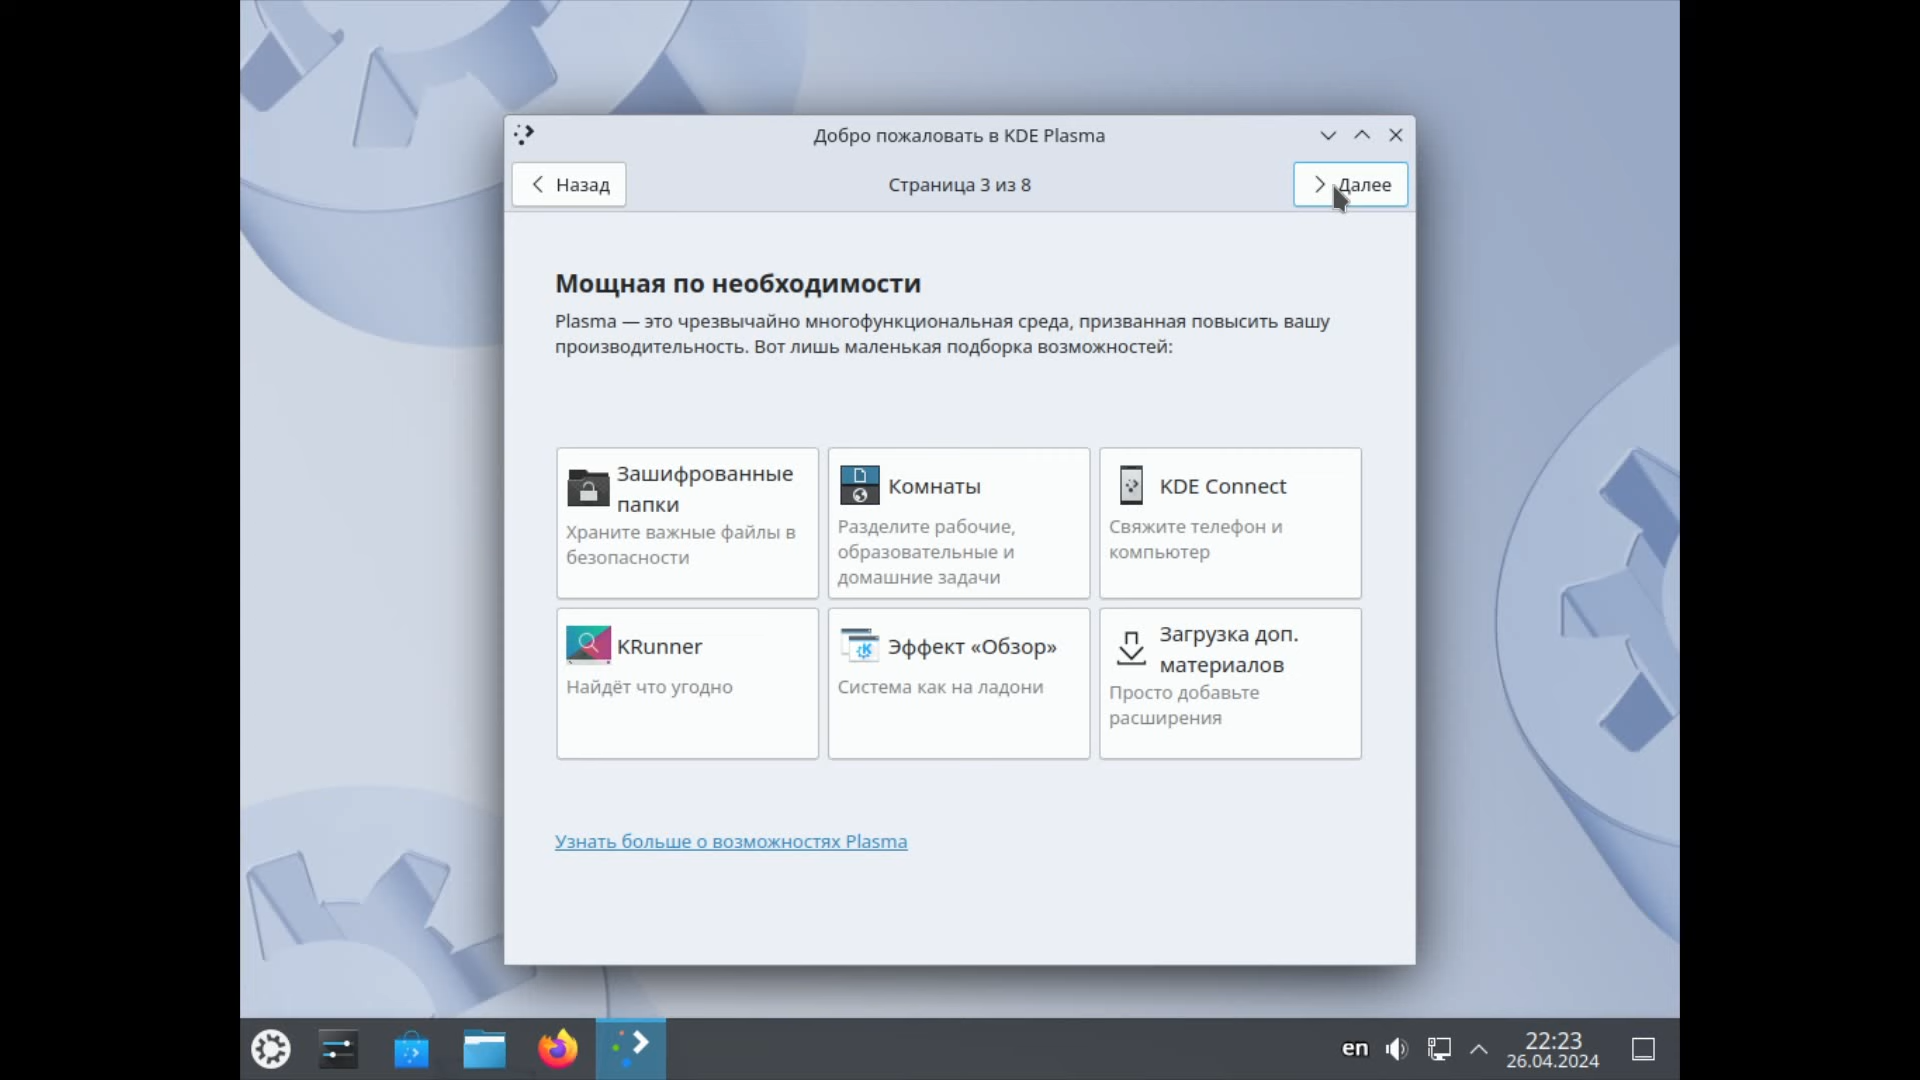 Добро пожаловать в KDE Plasma
Назад
Страница 3 из 8
Далее
Мощная по необходимости
Plasma — это чрезвычайно многофункциональная среда, призванная повысить вашу
производительность. Вот лишь маленькая подборка возможностей:
Зашифрованные
папки
Храните важные файлы в
безопасности
Комнаты
Разделите рабочие,
образовательные и
домашние задачи
KDE Connect
Свяжите телефон и
компьютер
KRunner
Найдёт что угодно
Эффект «Обзор»
Система как на ладони
Загрузка доп.
материалов
Просто добавьте
расширения
Узнать больше о возможностях Plasma
en
22:23
26.04.2024